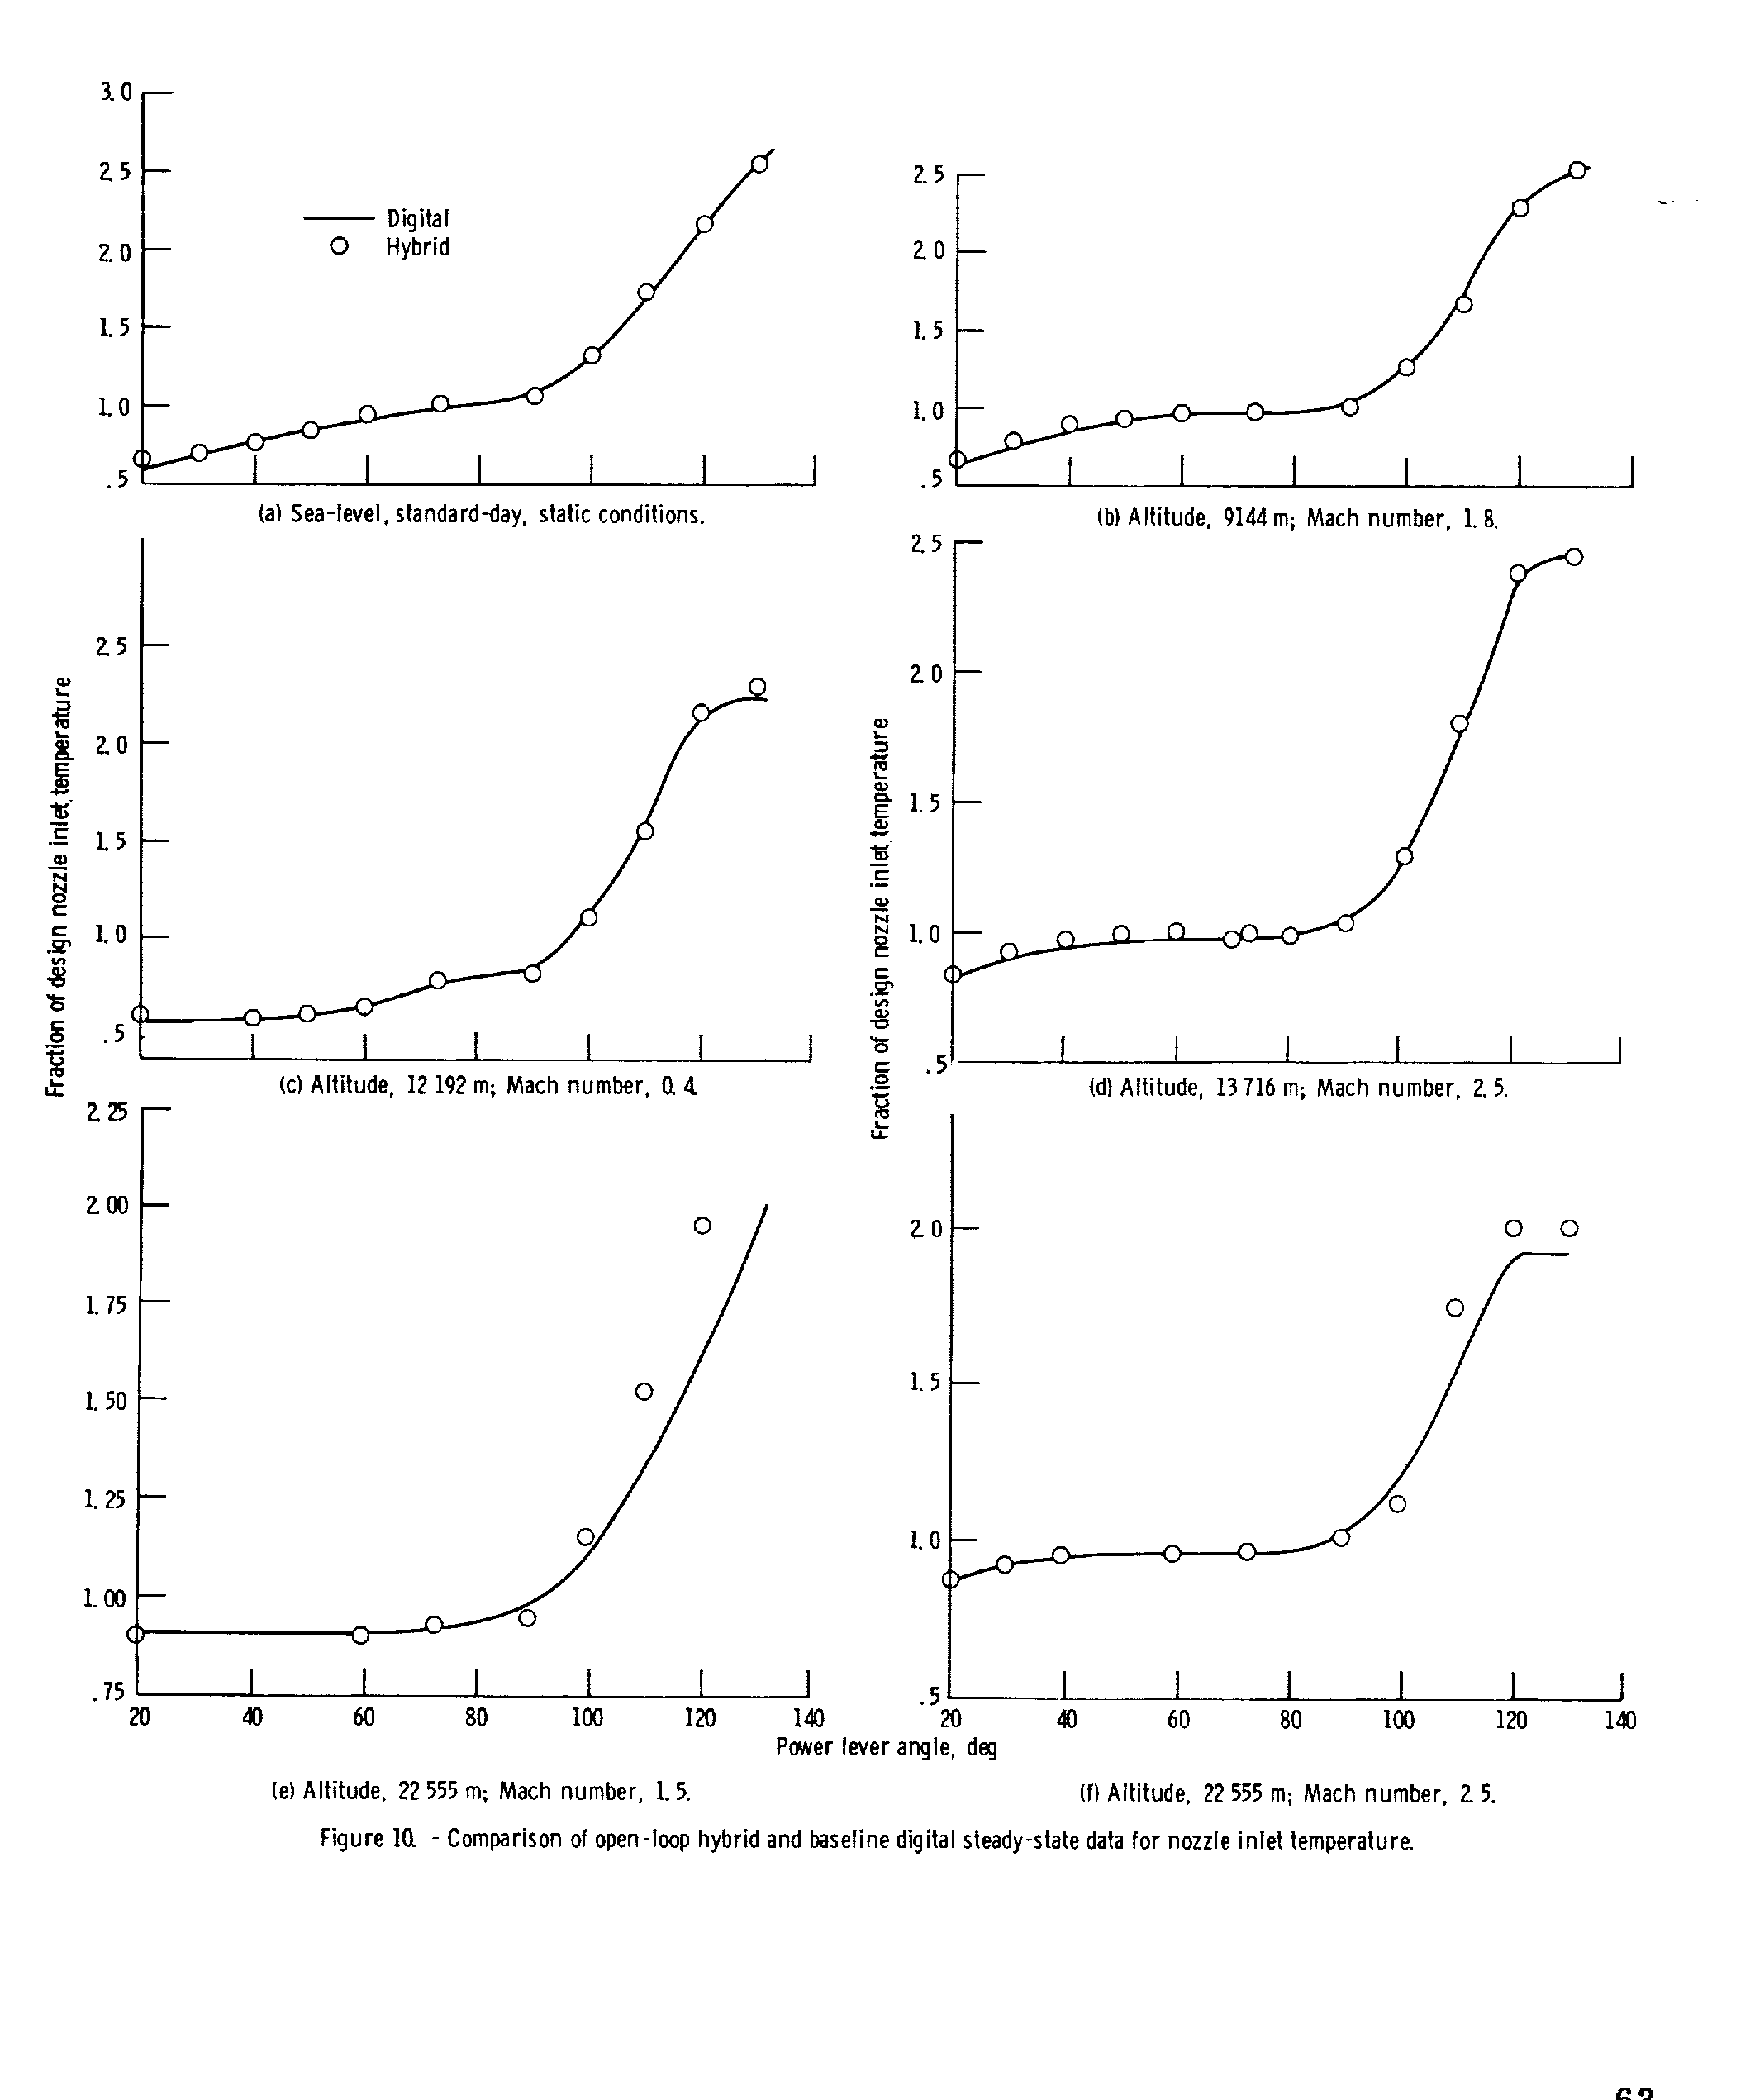 3.0
2.5
2.0
1.5
1.0
.5
Digital
Hybrid
(a) Sea-level, standard-day, static conditions.
2.5
2.0
1.5
1.0
.5
(b) Altitude, 9144 m; Mach number, 1.8.
Fraction of design nozzle inlet temperature
2.5
2.0
1.5
1.0
.5
(c) Altitude, 12 192 m; Mach number, 0.4.
Fraction of design nozzle inlet temperature
2.5
2.0
1.5
1.0
.5
(d) Altitude, 13 716 m; Mach number, 2.5.
2.25
2.00
1.75
1.50
1.25
1.00
.75
20 40 60 80 100 120 140
2.0
1.5
1.0
.5
20 40 60 80 100 120 140
Power lever angle, deg
(e) Altitude, 22 555 m; Mach number, 1.5.
(f) Altitude, 22 555 m; Mach number, 2.5.
Figure 10. - Comparison of open-loop hybrid and baseline digital steady-state data for nozzle inlet temperature.